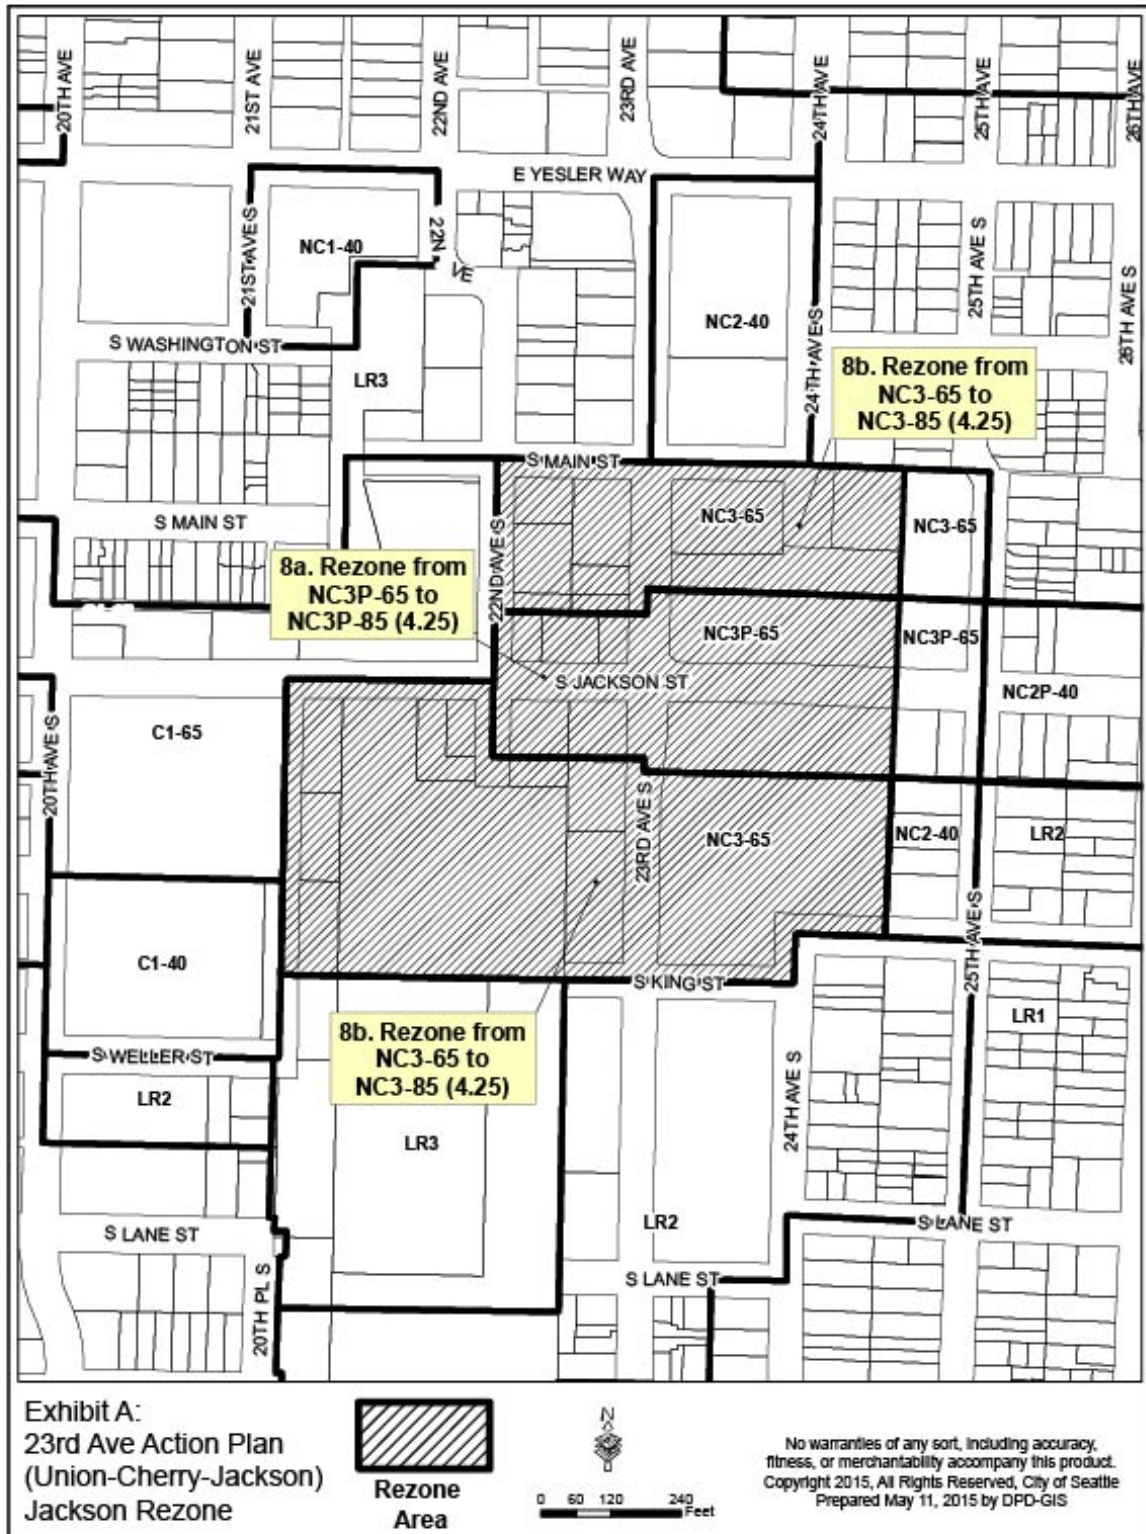 20TH AVE
21ST AVE
22ND AVE
23RD AVE
24TH AVE
25TH AVE
26TH AVE
E YESLER WAY
21ST AVE S
NC1-40
22N
VE
NC2-40
24TH AVE S
25TH AVE S
26TH AVE S
S WASHINGTON ST
LR3
8b. Rezone from
NC3-65 to
NC3-85 (4.25)
S MAIN ST
S MAIN ST
NC3-65
NC3-65
22ND AVE S
8a. Rezone from
NC3P-65 to
NC3P-85 (4.25)
NC3P-65
NC3P-65
S JACKSON ST
NC2P-40
C1-65
20TH AVE S
23RD AVE S
NC3-65
NC2-40
LR2
C1-40
S KING ST
25TH AVE S
LR1
8b. Rezone from
NC3-65 to
NC3-85 (4.25)
S WELLER ST
LR2
24TH AVE S
LR3
LR2
S LANE ST
S LANE ST
S LANE ST
20TH PL S
Exhibit A:
23rd Ave Action Plan
(Union-Cherry-Jackson)
Jackson Rezone
Rezone
Area
N
0 60 120 240
Feet
No warranties of any sort, including accuracy,
fitness, or merchantability accompany this product.
Copyright 2015, All Rights Reserved, City of Seattle
Prepared May 11, 2015 by DPD-GIS